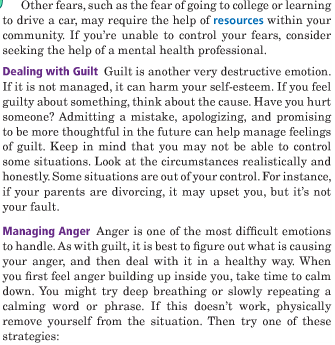 Other fears, such as the fear of going to college or learning
to drive a car, may require the help of resources within your
community. If you're unable to control your fears, consider
seeking the help of a mental health professional.
Dealing with Guilt Guilt is another very destructive emotion.
If it is not managed, it can harm your self-esteem. If you feel
guilty about something, think about the cause. Have you hurt
someone? Admitting a mistake, apologizing, and promising
to be more thoughtful in the future can help manage feelings
of guilt. Keep in mind that you may not be able to control
some situations. Look at the circumstances realistically and
honestly. Some situations are out of your control. For instance,
if your parents are divorcing, it may upset you, but it's not
your fault.
Managing Anger Anger is one of the most difficult emotions
to handle. As with guilt, it is best to figure out what is causing
your anger, and then deal with it in a healthy way. When
you first feel anger building up inside you, take time to calm
down. You might try deep breathing or slowly repeating a
calming word or phrase. If this doesn't work, physically
remove yourself from the situation. Then try one of these
strategies: